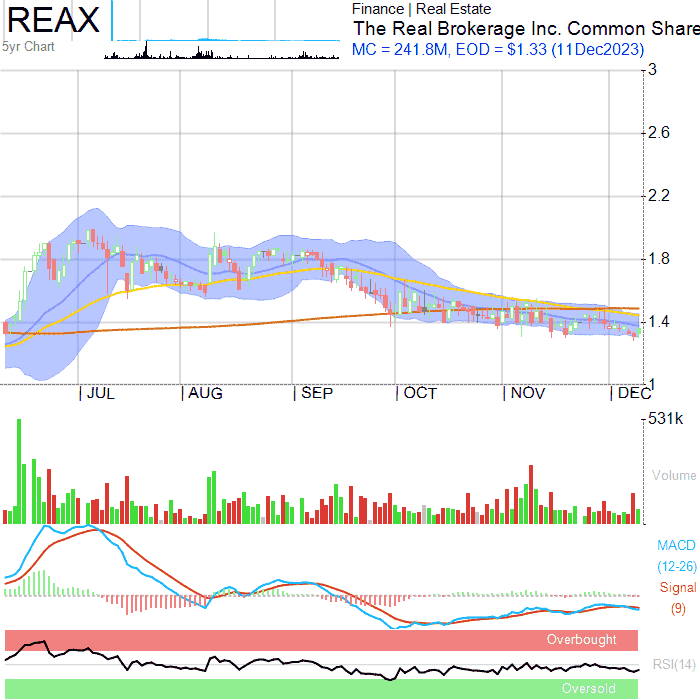 REAX
5yr Chart
Finance | Real Estate
The Real Brokerage Inc. Common Share
MC = 241.8M, EOD = $1.33 (11Dec2023)
3
2.6
2.2
1.8
1.4
1
JUL AUG SEP OCT NOV DEC
531k
Volume
MACD
(12-26)
Signal
(9)
Overbought
RSI(14)
Oversold